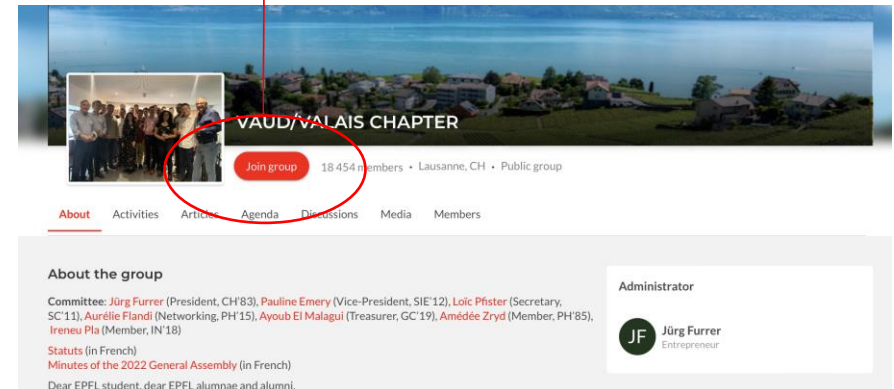 VAUD/VALAIS CHAPTER
Join group
18 454 members • Lausanne, CH • Public group
About Activities Articles Agenda Discussions Media Members
About the group
Committee: Jürg Furrer (President, CH'83), Pauline Emery (Vice-President, SIE'12), Loïc Pfister (Secretary,
SC'11), Aurélie Flandi (Networking, PH'15), Ayoub El Malagui (Treasurer, GC'19), Amédée Zryd (Member, PH'85),
Ireneu Pla (Member, IN'18)
Statuts (in French)
Minutes of the 2022 General Assembly (in French)
Dear EPFL student, dear EPFL alumnae and alumni,
Administrator
JF
Jürg Furrer
Entrepreneur